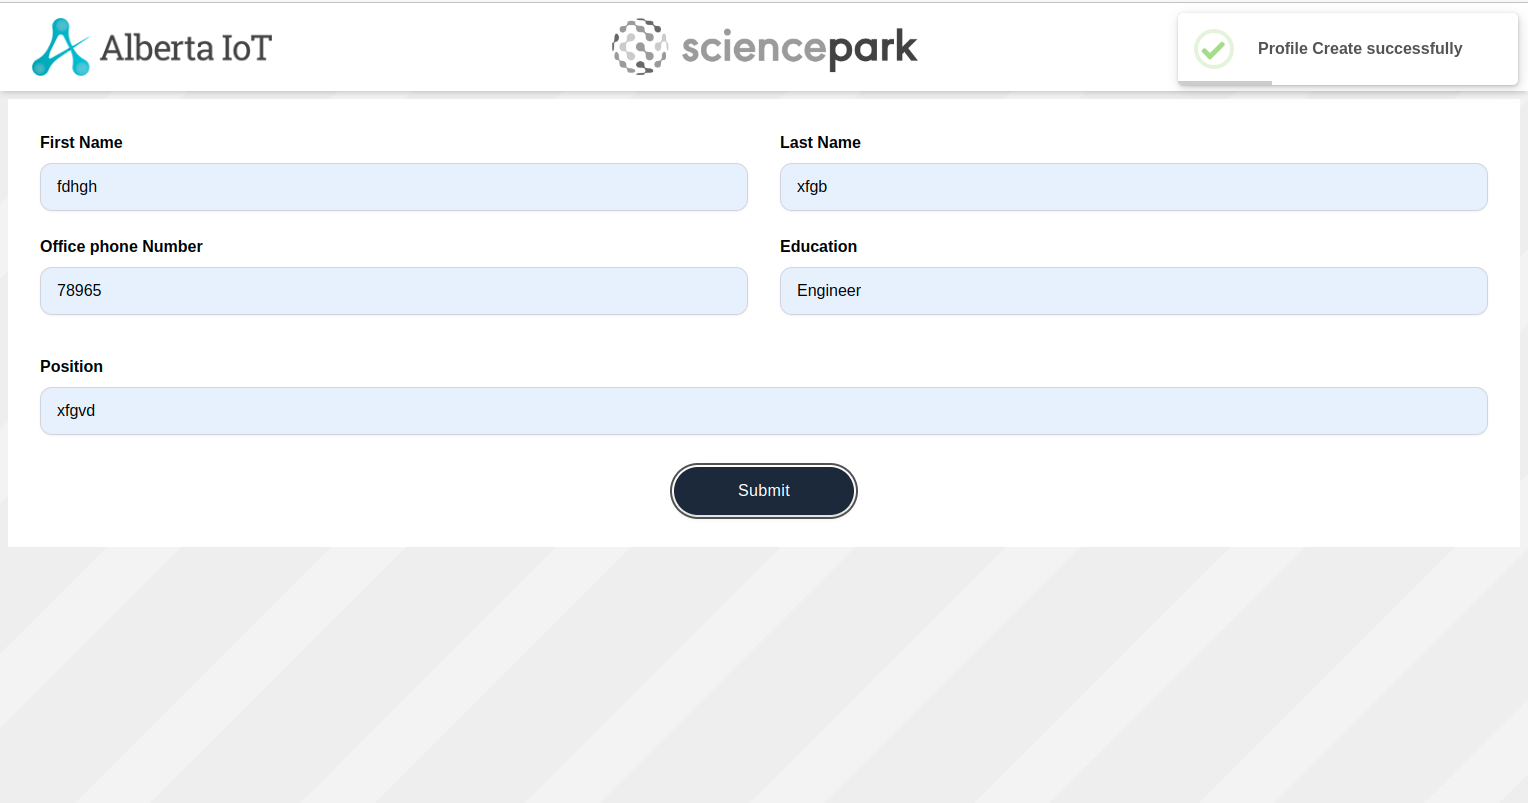 Alberta IoT
sciencepark
Profile Create successfully
First Name
Last Name
fdhgh
xfgb
Office phone Number
Education
78965
Engineer
Position
xfgvd
Submit